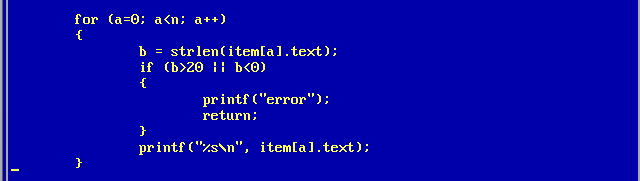 for (a=0; a<n; a++)
{
b = strlen(item[a].text);
if (b>20 || b<0)
{
printf("error");
return;
}
printf("%s\n", item[a].text);
}